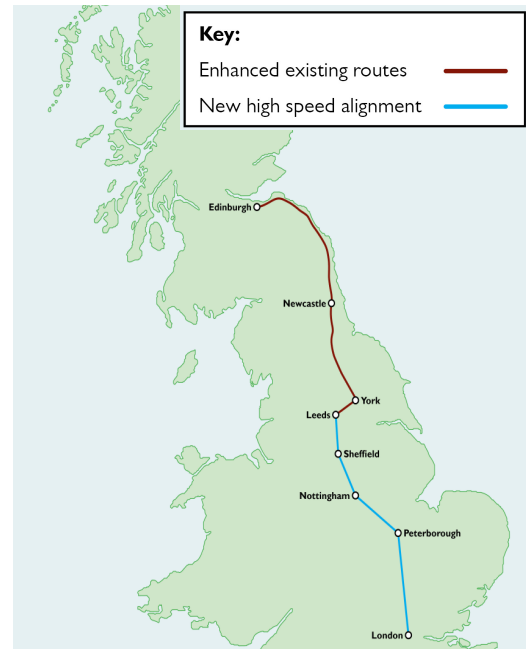 Key:
Enhanced existing routes
New high speed alignment
Edinburgh
Newcastle
York
Leeds
Sheffield
Nottingham
Peterborough
London